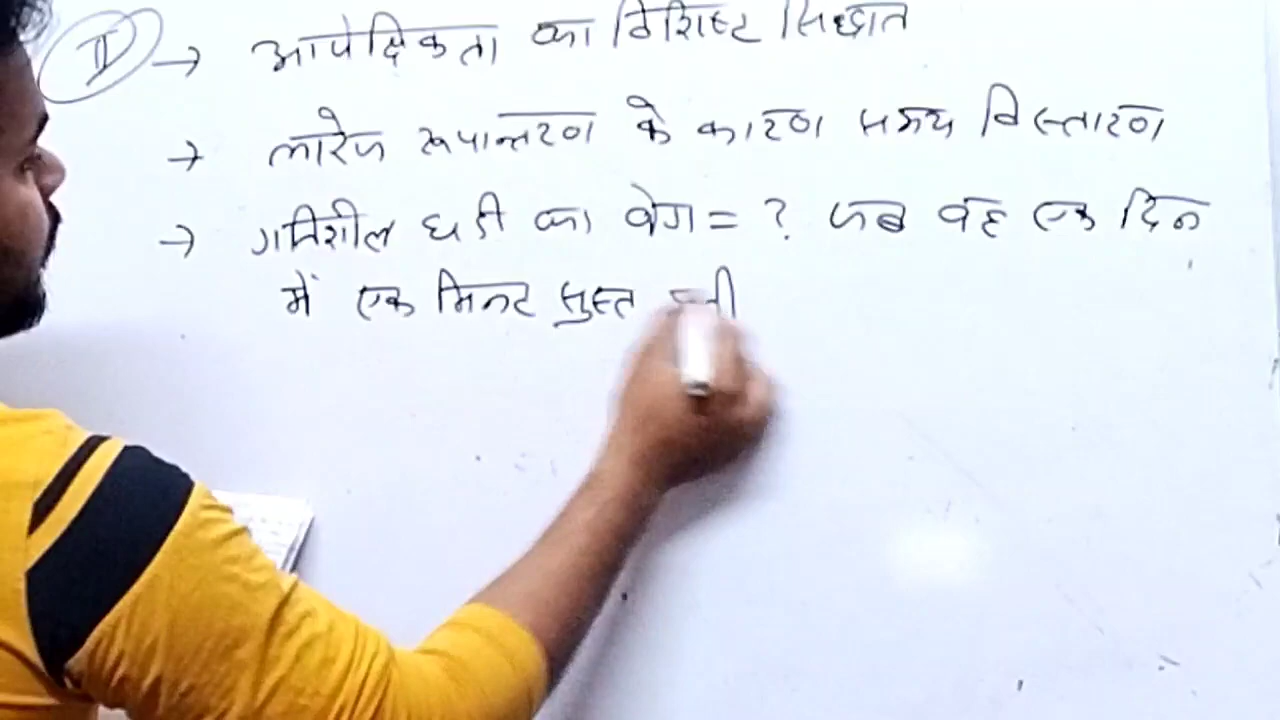 II → आपेक्षिकता का विशिष्ट सिद्धांत
→ लारेंज रूपान्तरण के कारण समय विस्तारण
→ गतिशील घड़ी का वेग = ? जब वह एक दिन
में एक मिनट सुस्त